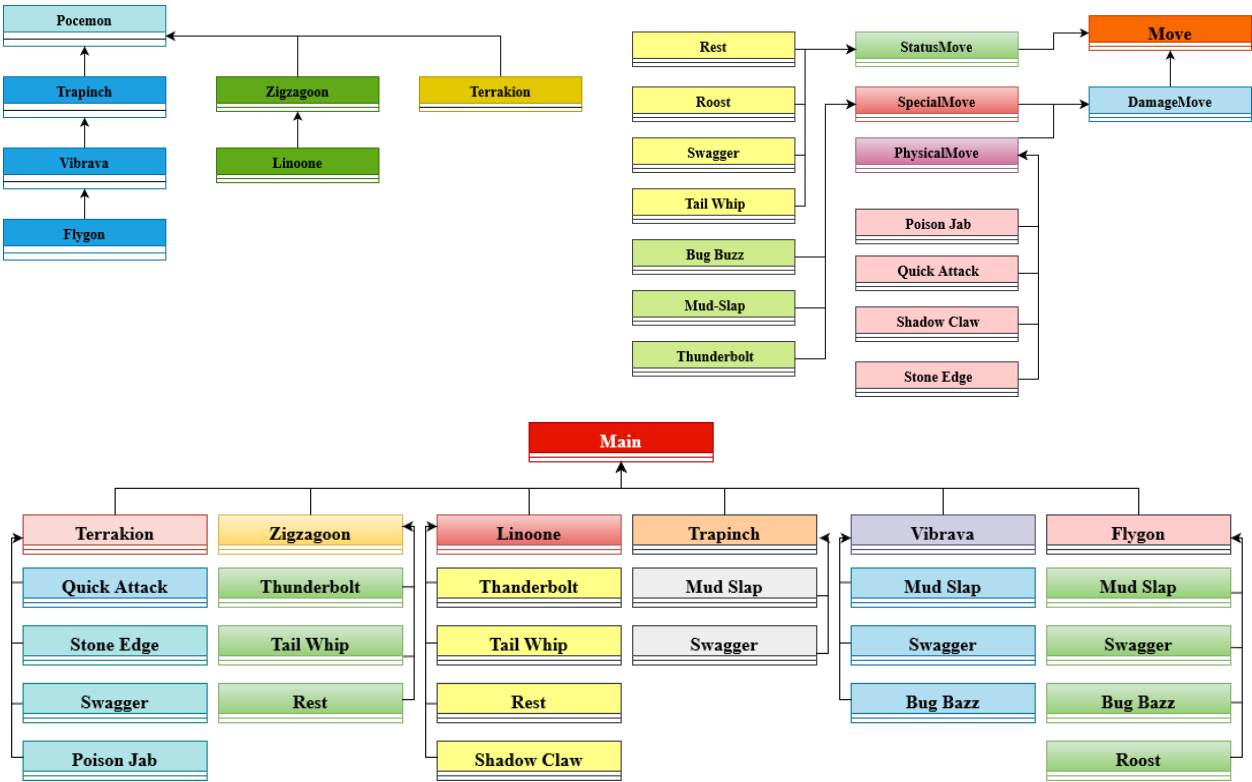 Pocemon
Trapinch
Vibrava
Flygon
Zigzagoon
Linoone
Terrakion
Rest
Roost
Swagger
Tail Whip
Bug Buzz
Mud-Slap
Thunderbolt
StatusMove
SpecialMove
PhysicalMove
Poison Jab
Quick Attack
Shadow Claw
Stone Edge
Move
DamageMove
Main
Terrakion
Quick Attack
Stone Edge
Swagger
Poison Jab
Zigzagoon
Thunderbolt
Tail Whip
Rest
Linoone
Thanderbolt
Tail Whip
Rest
Shadow Claw
Trapinch
Mud Slap
Swagger
Vibrava
Mud Slap
Swagger
Bug Bazz
Flygon
Mud Slap
Swagger
Bug Bazz
Roost